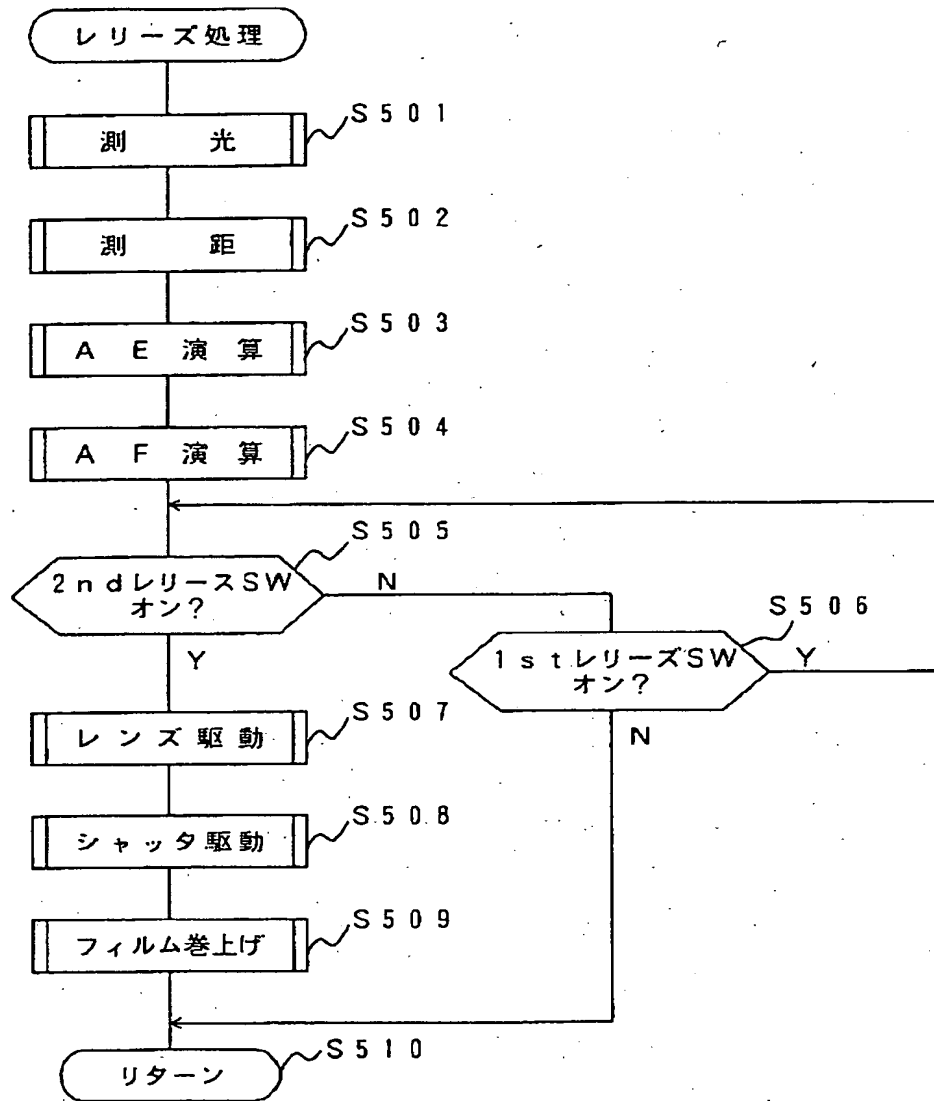 レリーズ処理
S501
測 光
S502
測 距
S503
AE演算
S504
AF演算
S505
2ndレリースSW
オン?
N
Y
S506
1stレリーズSW
オン?
Y
N
S507
レンズ駆動
S508
シャッタ駆動
S509
フィルム巻上げ
S510
リターン